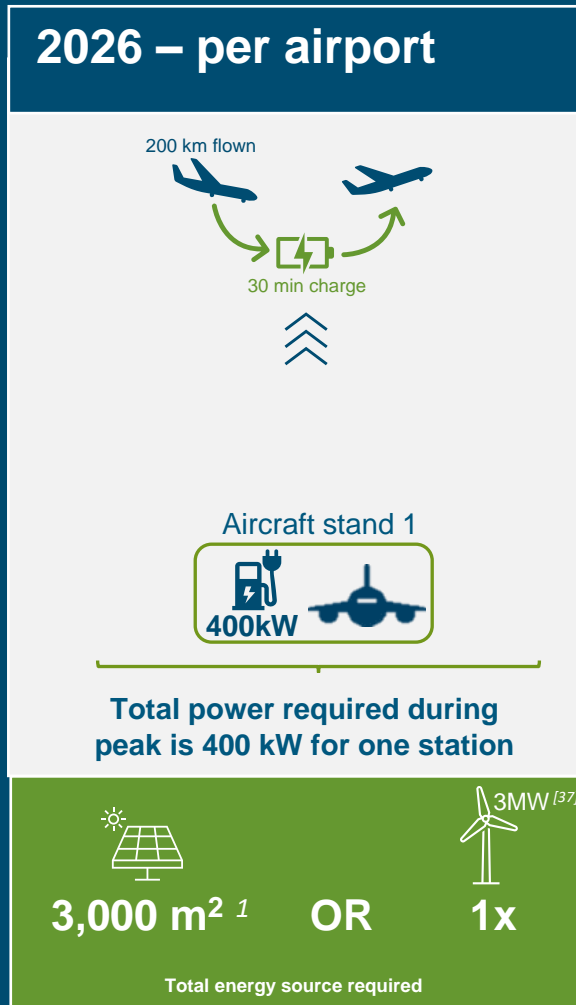 2026 – per airport
200 km flown
30 min charge
Aircraft stand 1
400kW
Total power required during
peak is 400 kW for one station
3MW [37]
3,000 m² 1 OR 1x
Total energy source required